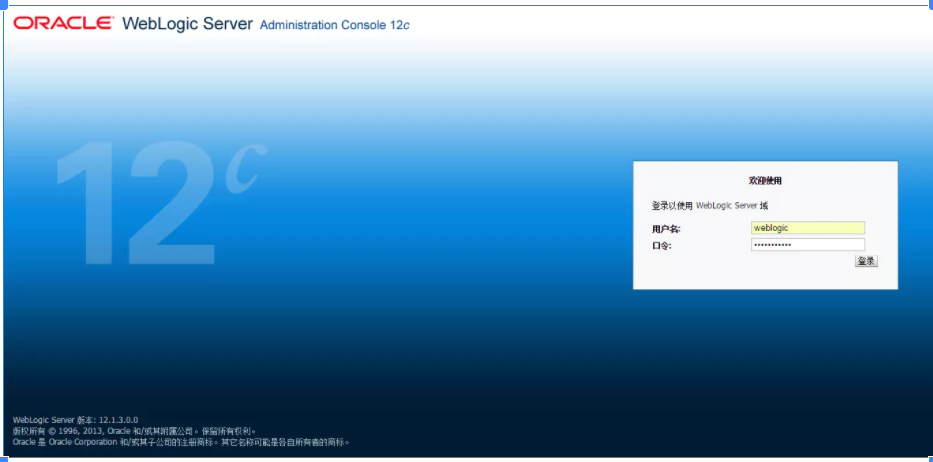 ORACLE WebLogic Server Administration Console 12c
12c
欢迎使用
登录以使用 WebLogic Server 域
用户名: weblogic
口令: •••••••••••
登录
WebLogic Server 版本: 12.1.3.0.0
版权所有 © 1996, 2013, Oracle 和/或其附属公司。保留所有权利。
Oracle 是 Oracle Corporation 和/或其子公司的注册商标。其它名称可能是各自所有者的商标。